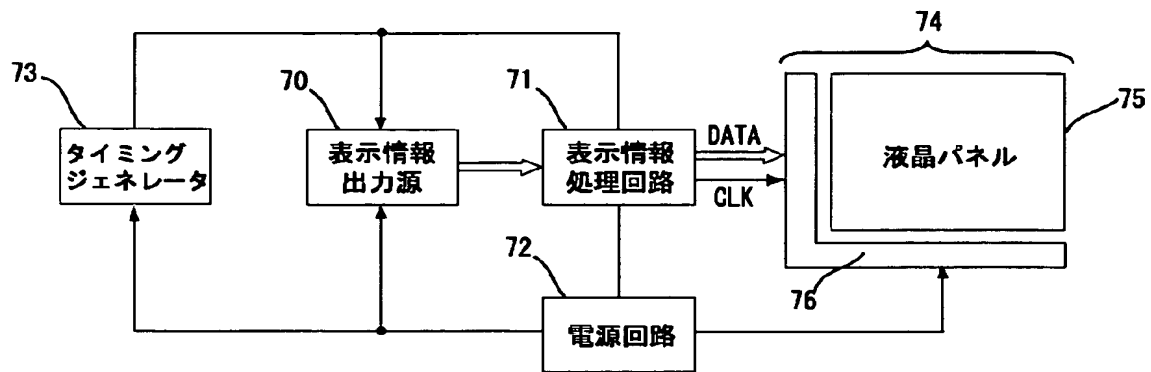 74
73
70
71
75
タイミング
ジェネレータ
表示情報
出力源
表示情報
処理回路
DATA
CLK
液晶パネル
72
76
電源回路